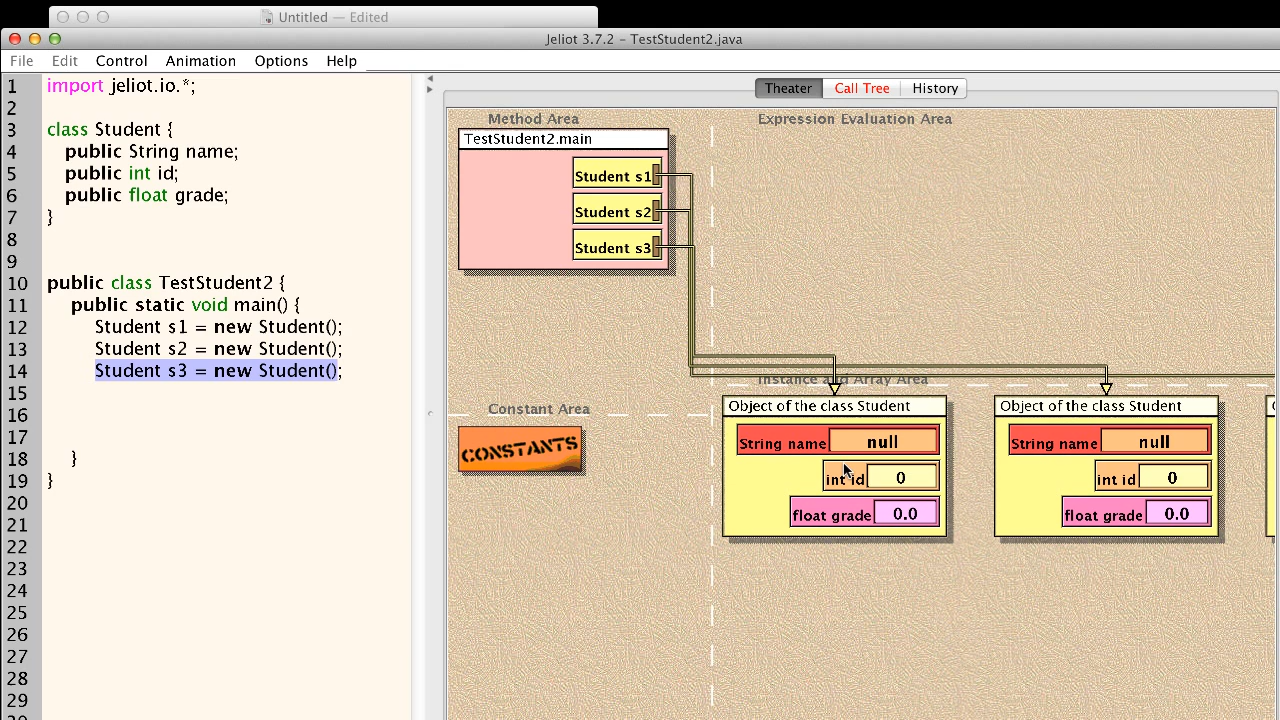 Untitled — Edited
Jeliot 3.7.2 – TestStudent2.java
File Edit Control Animation Options Help
1 import jeliot.io.*;
2
3 class Student {
4 public String name;
5 public int id;
6 public float grade;
7 }
8
9
10 public class TestStudent2 {
11 public static void main() {
12 Student s1 = new Student();
13 Student s2 = new Student();
14 Student s3 = new Student();
15
16
17
18 }
19 }
20
21
22
23
24
25
26
27
28
29
Theater Call Tree History
Method Area
Expression Evaluation Area
TestStudent2.main
Student s1
Student s2
Student s3
Instance and Array Area
Constant Area
CONSTANTS
Object of the class Student
String name null
int id 0
float grade 0.0
Object of the class Student
String name null
int id 0
float grade 0.0